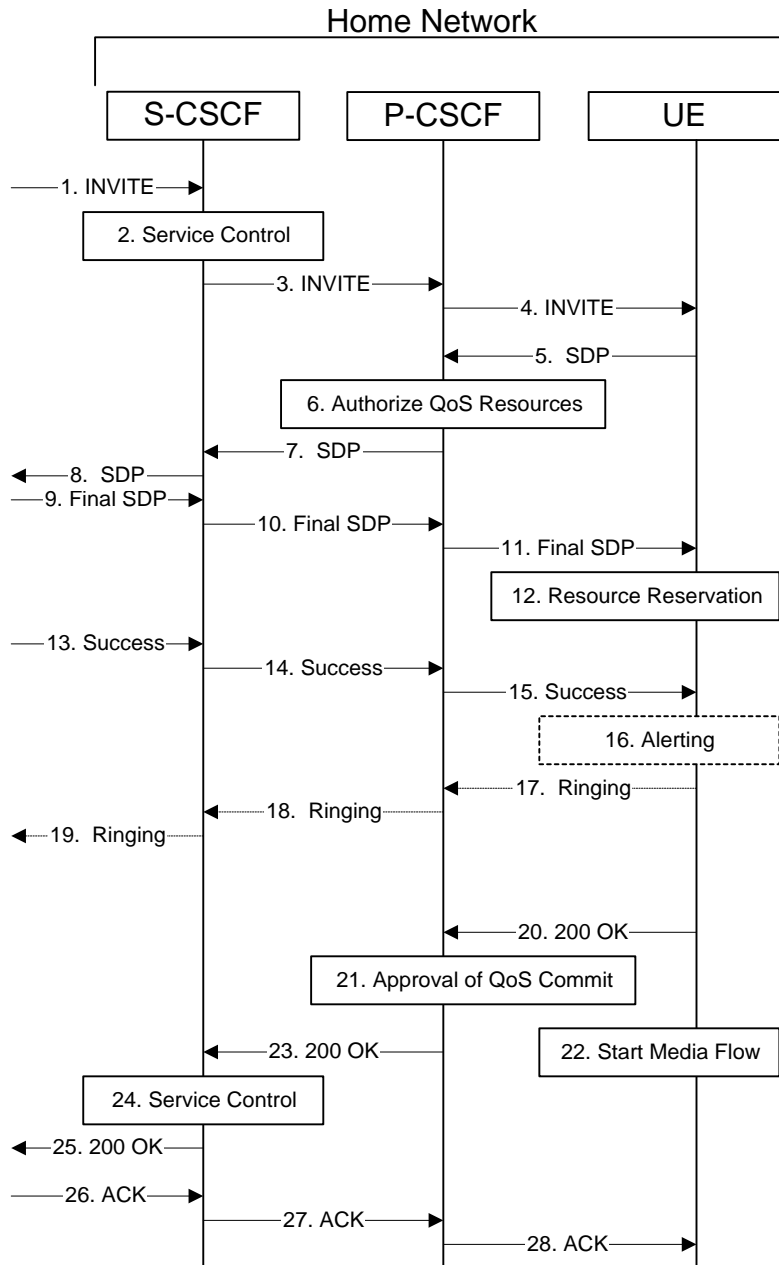 Home Network
S-CSCF
P-CSCF
UE
1. INVITE
2. Service Control
3. INVITE
4. INVITE
5. SDP
6. Authorize QoS Resources
7. SDP
8. SDP
9. Final SDP
10. Final SDP
11. Final SDP
12. Resource Reservation
13. Success
14. Success
15. Success
16. Alerting
17. Ringing
18. Ringing
19. Ringing
20. 200 OK
21. Approval of QoS Commit
22. Start Media Flow
23. 200 OK
24. Service Control
25. 200 OK
26. ACK
27. ACK
28. ACK